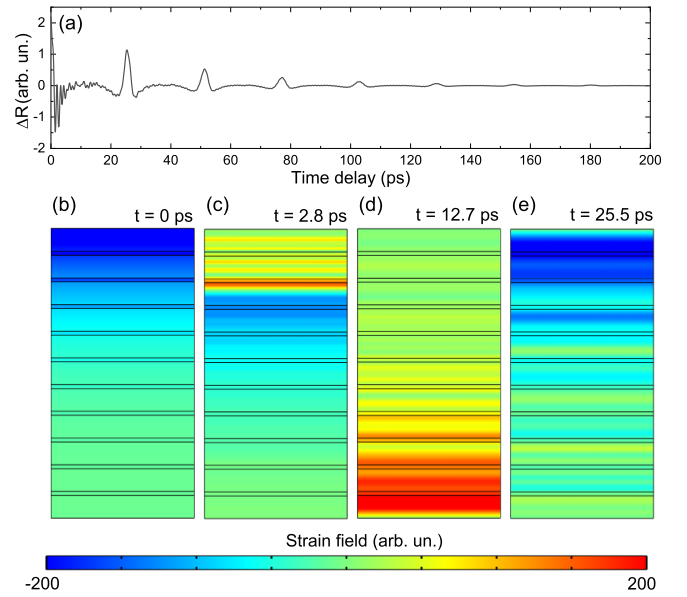 (a)
2
1
0
-1
-2
ΔR (arb. un.)
0 20 40 60 80 100 120 140 160 180 200
Time delay (ps)
(b) (c) (d) (e)
t = 0 ps t = 2.8 ps t = 12.7 ps t = 25.5 ps
Strain field (arb. un.)
-200 200